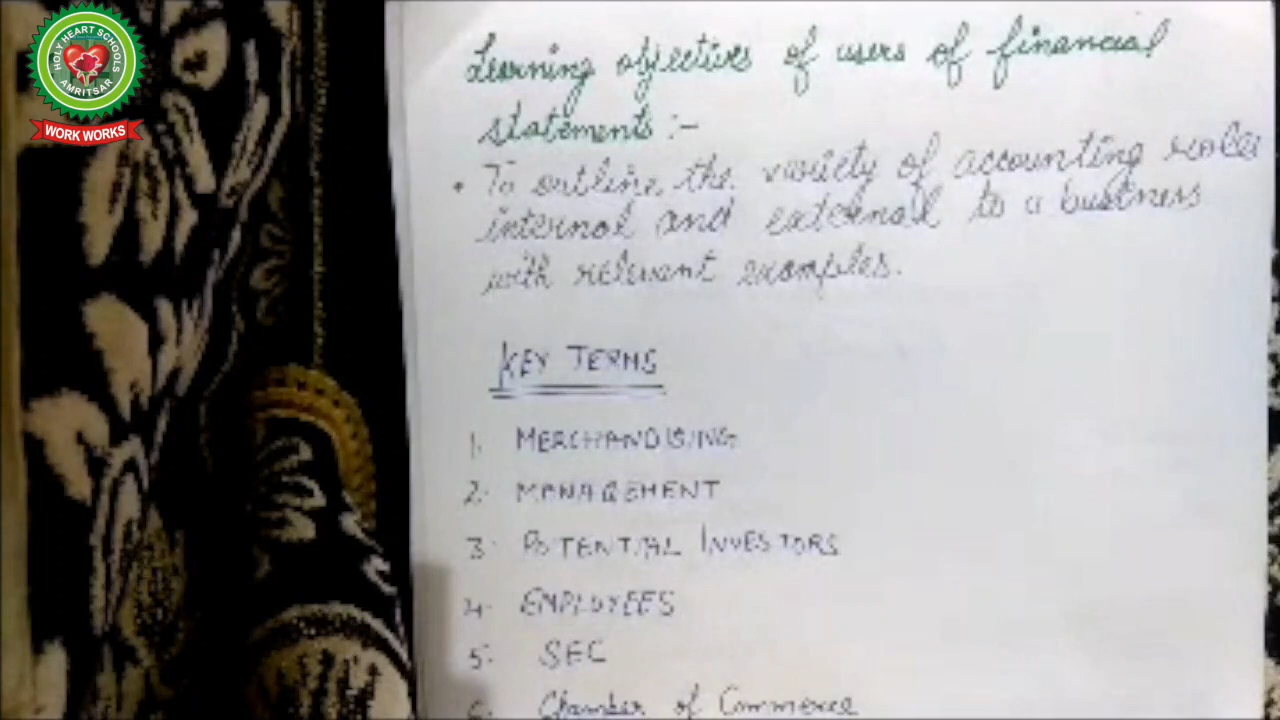 HOLY HEART SCHOOLS
AMRITSAR
WORK WORKS
Learning objectives of users of financial
statements :-
• To outline the variety of accounting roles
internal and external to a business
with relevant examples.
KEY TERMS
1. MERCHANDISING
2. MANAGEMENT
3. POTENTIAL INVESTORS
4. EMPLOYEES
5. SEC
6. Chamber of Commerce